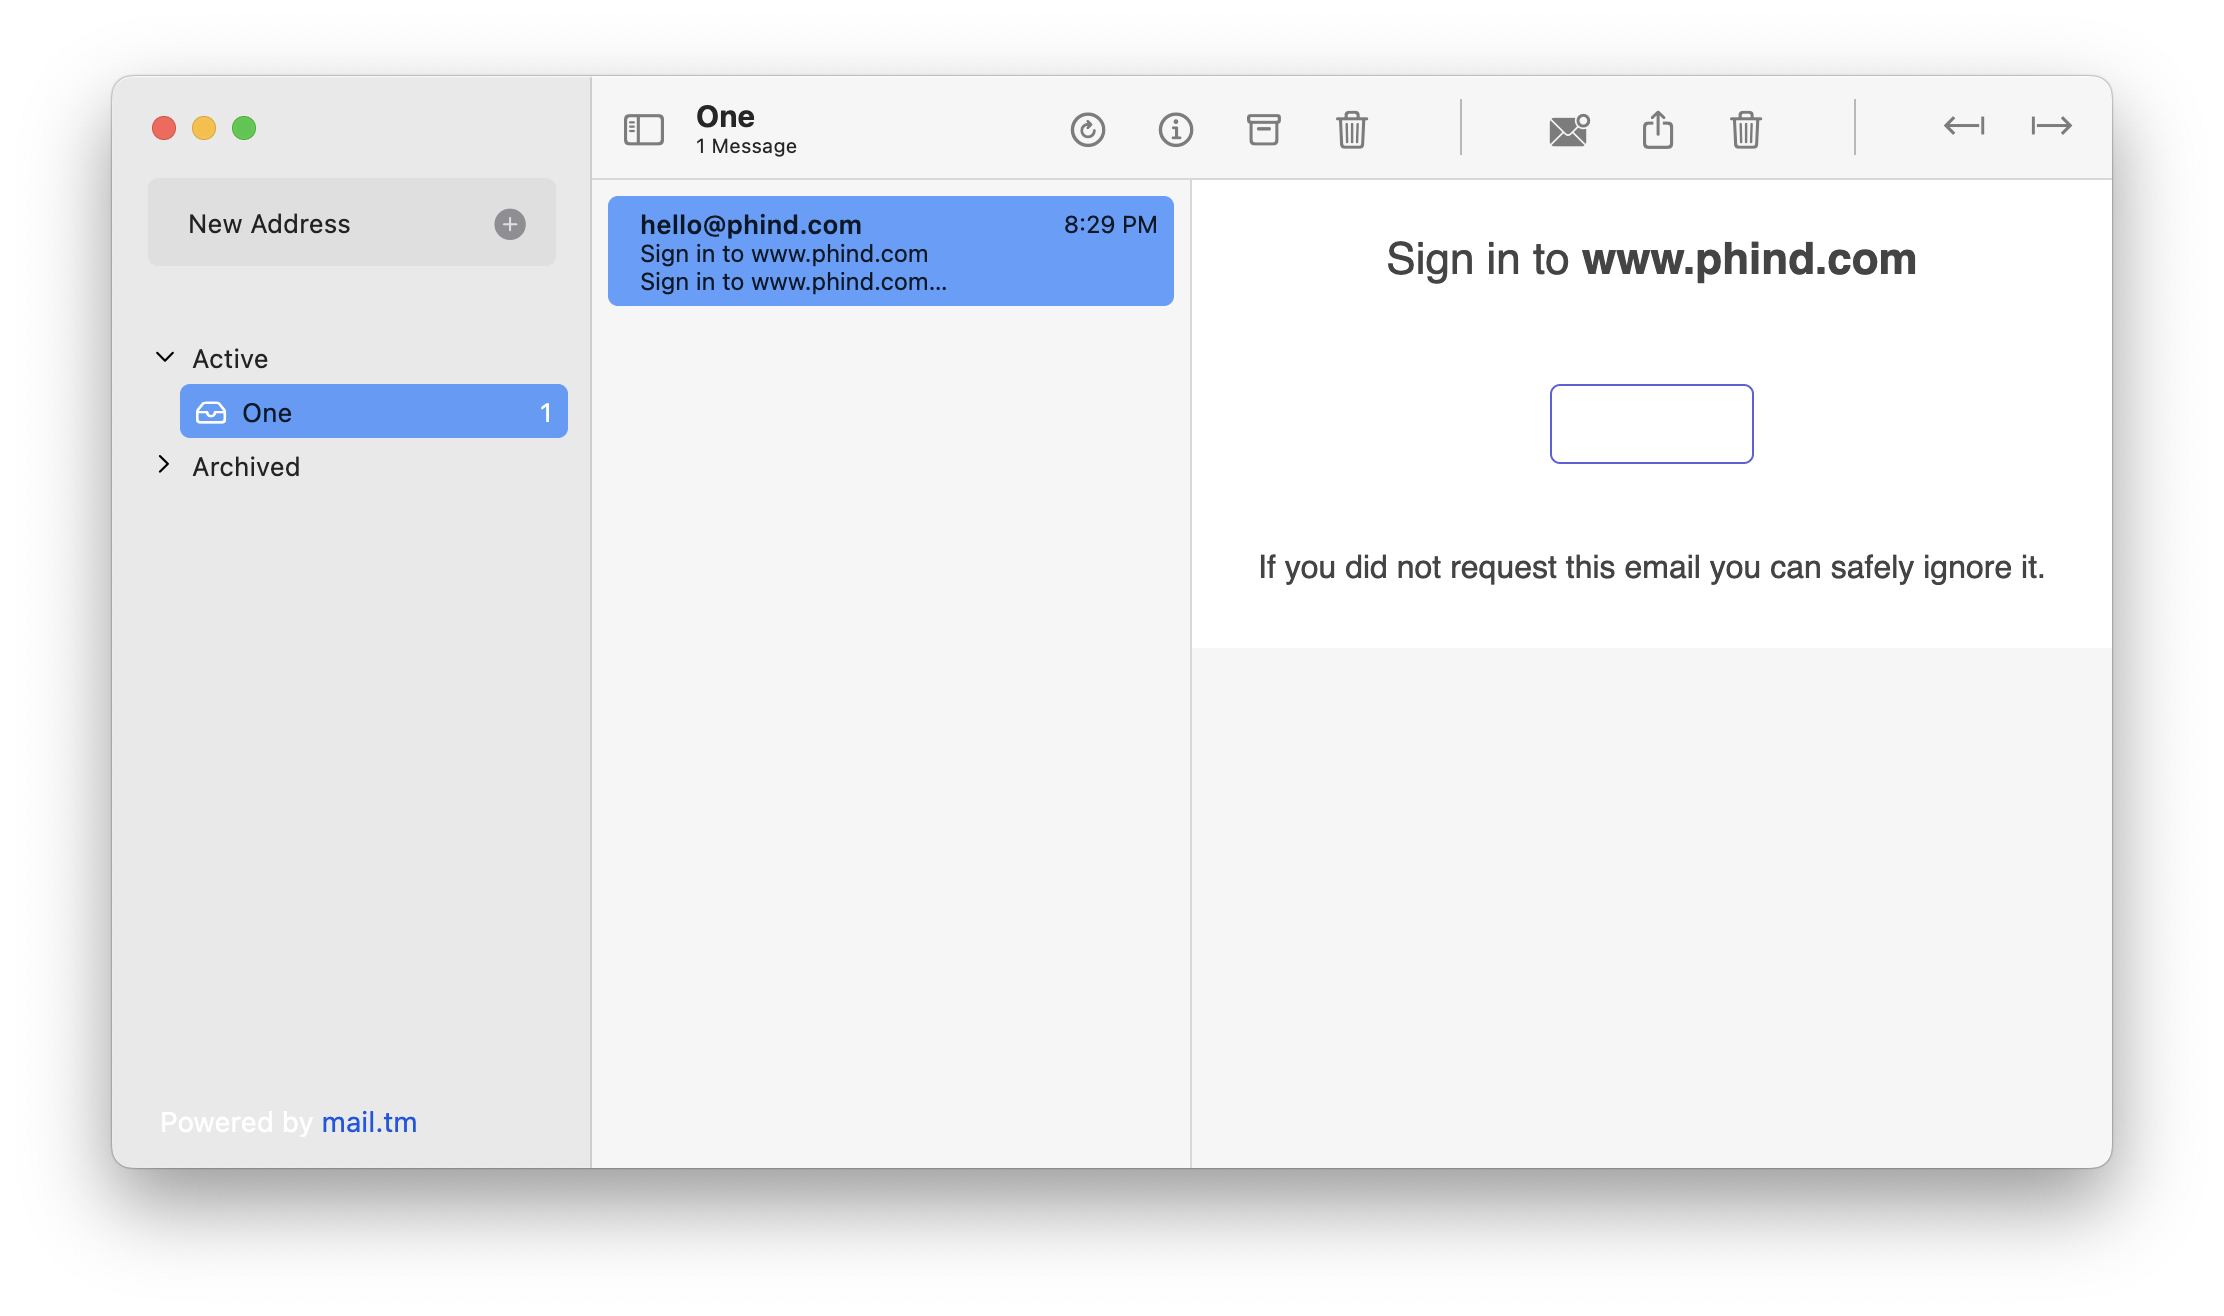 New Address
Active
One 1
Archived
Powered by mail.tm
One
1 Message
hello@phind.com 8:29 PM
Sign in to www.phind.com
Sign in to www.phind.com...
Sign in to www.phind.com
If you did not request this email you can safely ignore it.